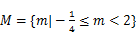 M = {m| − 1/4 ≤ m < 2}